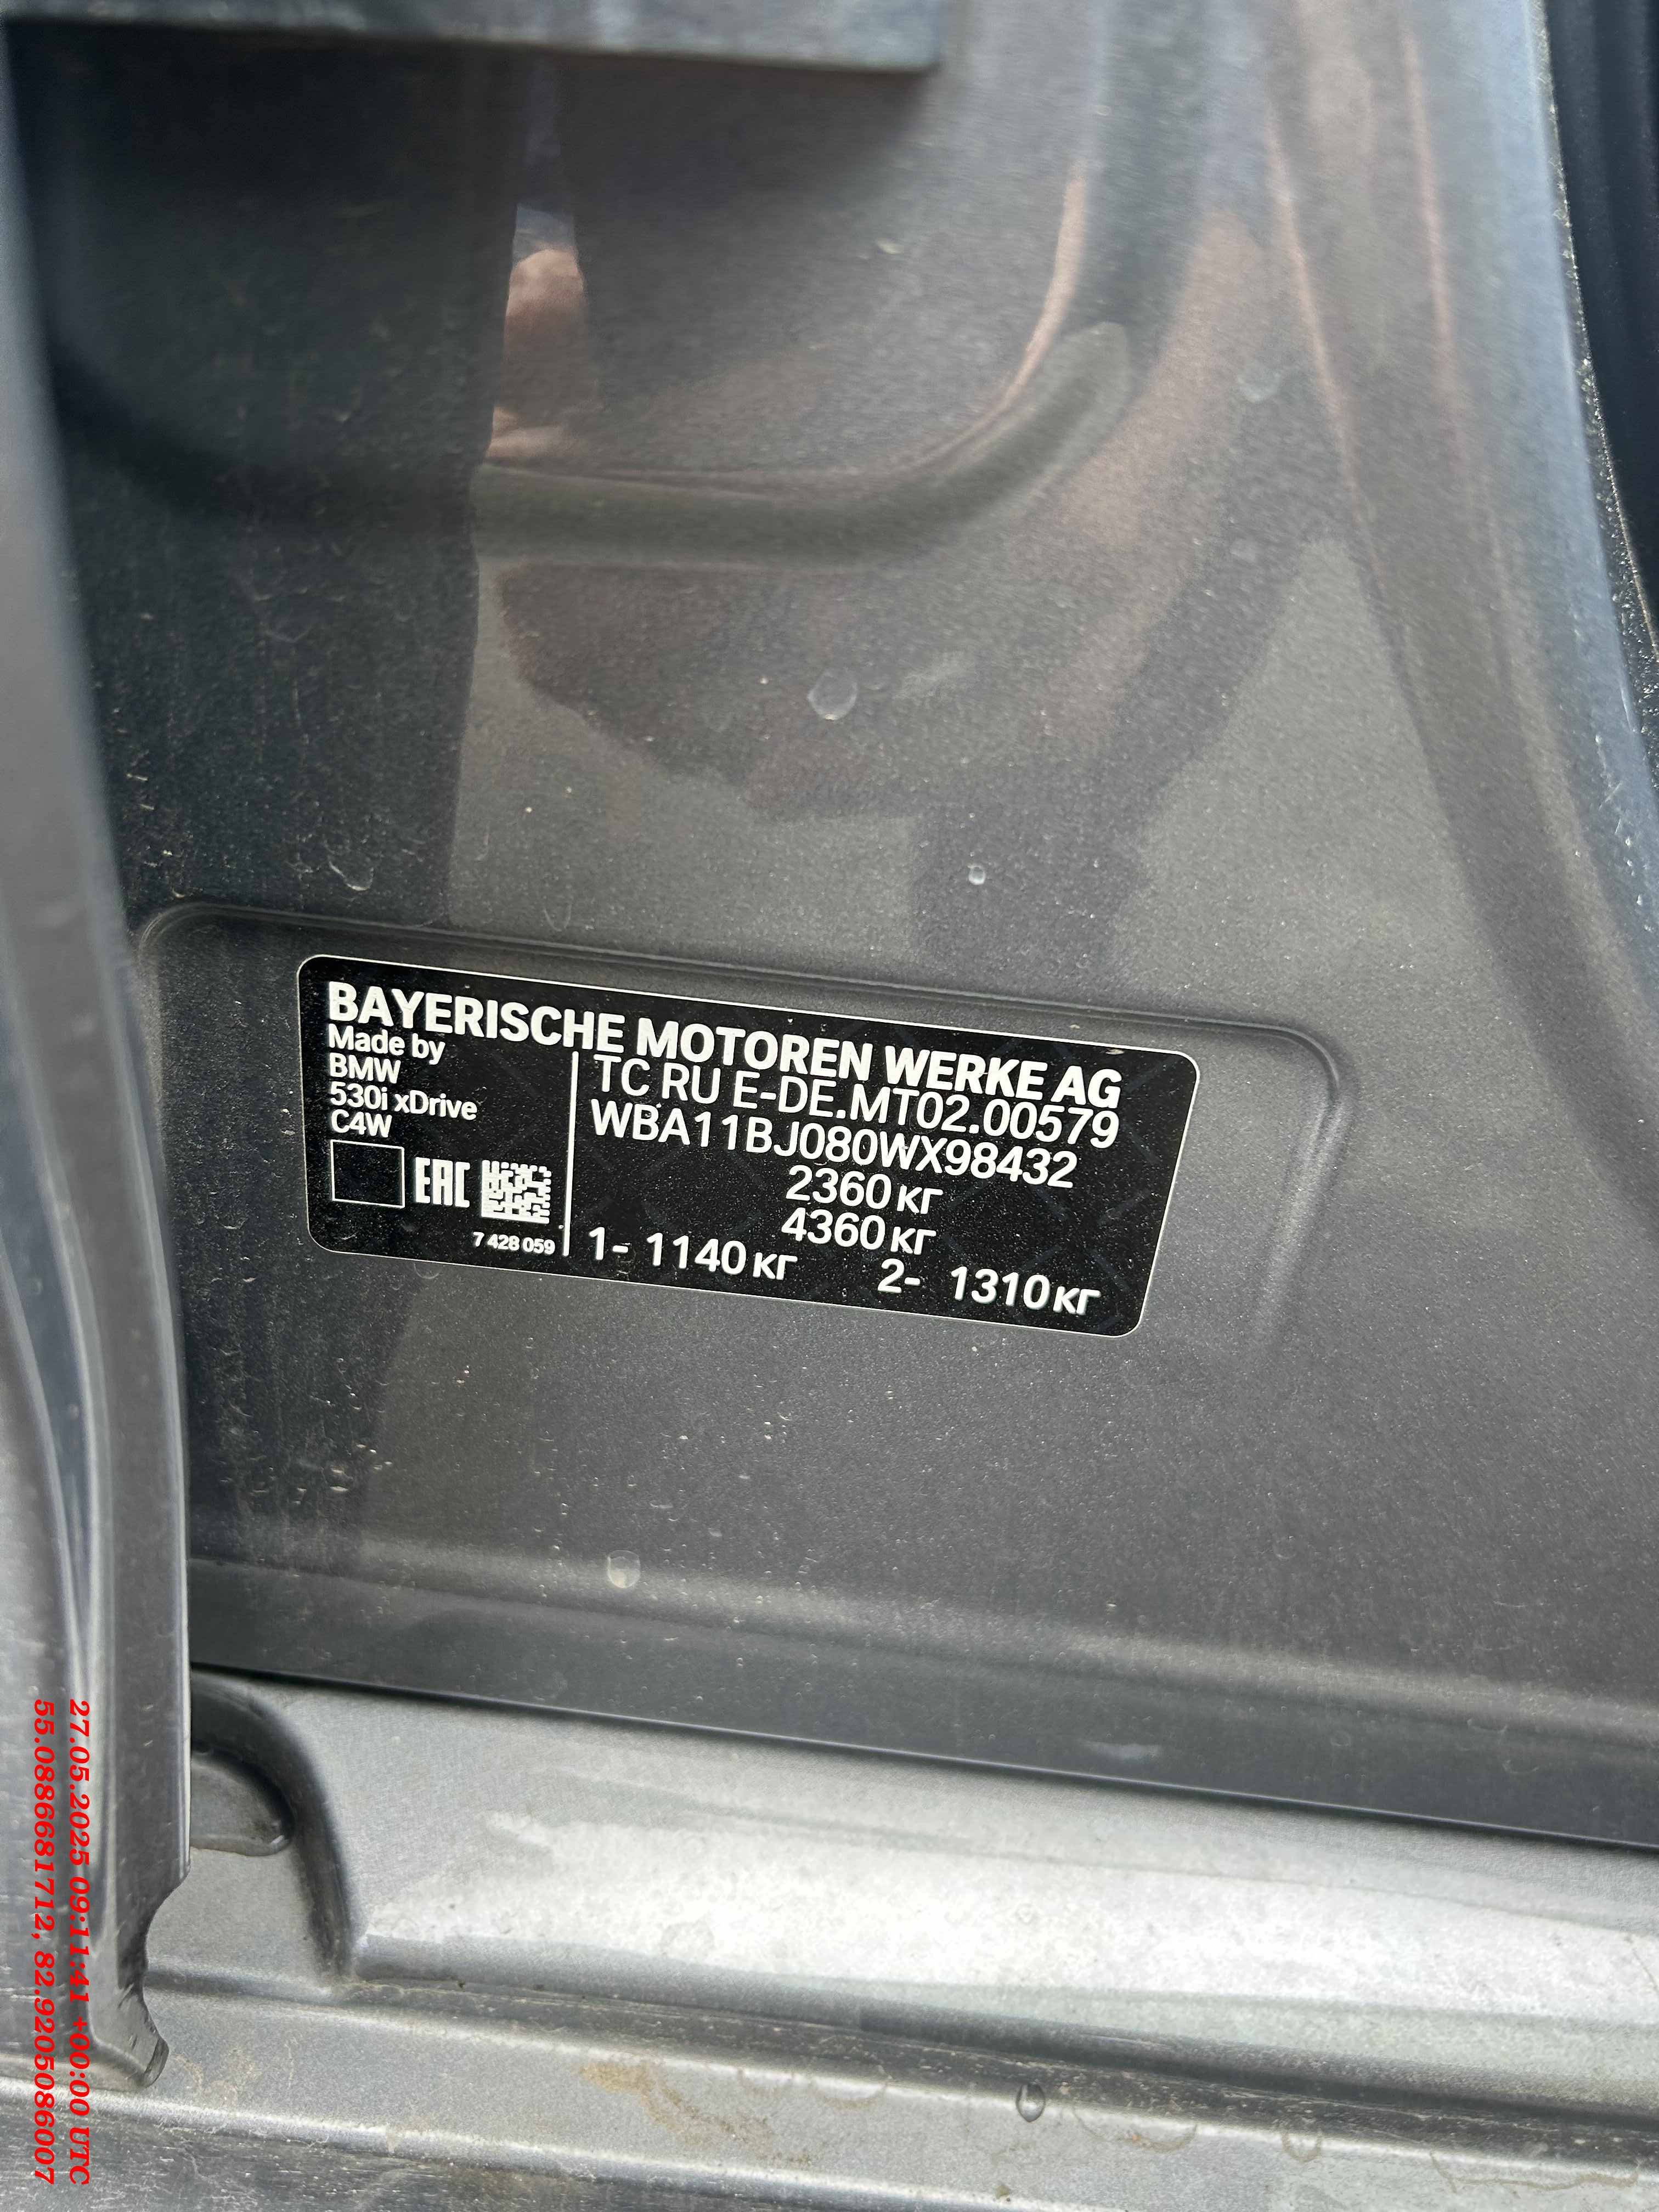 BAYERISCHE MOTOREN WERKE AG
Made by
BMW
530i xDrive
C4W
EAC
7 428 059
TC RU E-DE.MT02.00579
WBA11BJ080WX98432
2360 кг
4360 кг
1- 1140 кг 2- 1310 кг
27.05.2025 09:11:41 +00:00 UTC
55.0886681712, 82.9205086007